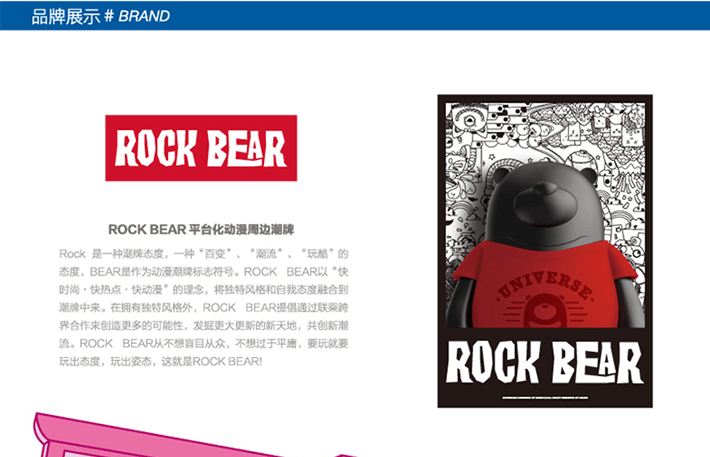 品牌展示 # BRAND
ROCK BEAR
ROCK BEAR 平台化动漫周边潮牌
Rock 是一种潮牌态度，一种“百变”、“潮流”、“玩酷”的
态度，BEAR是作为动漫潮牌标志符号。ROCK BEAR以“快
时尚·快热点·快动漫”的理念，将独特风格和自我态度融合到
潮牌中来。在拥有独特风格外，ROCK BEAR提倡通过联乘跨
界合作来创造更多的可能性，发掘更大更新的新天地，共创新潮
流。ROCK BEAR从不想盲目从众，不想过于平庸，要玩就要
玩出态度，玩出姿态，这就是ROCK BEAR!
UNIVERSE
ROCK BEAR